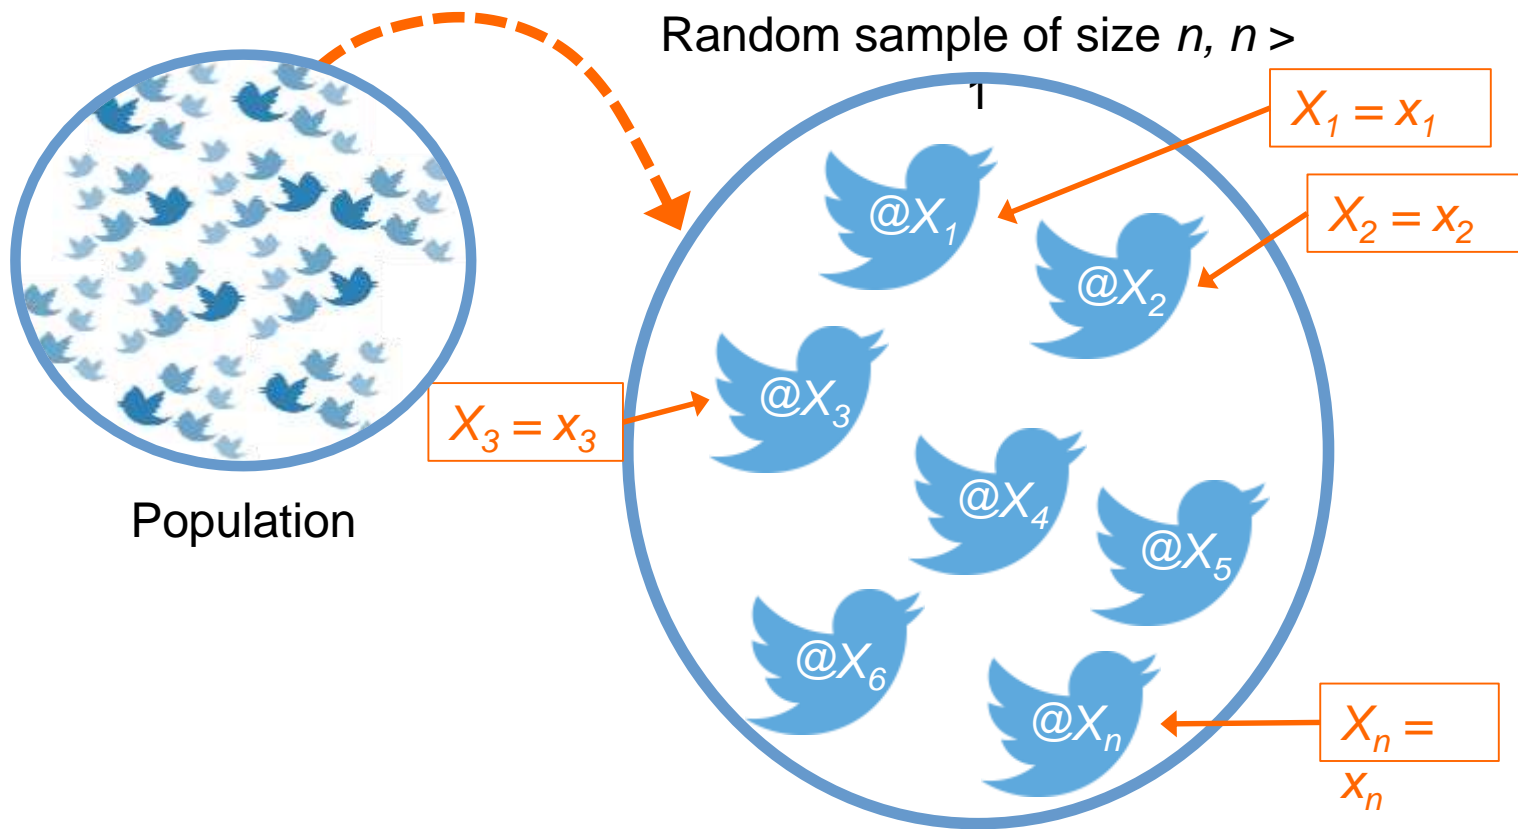 Random sample of size n, n >
1
X₁ = x₁
X₂ = x₂
@X₁
@X₂
@X₃
X₃ = x₃
@X₄
@X₅
Population
@X₆
@Xₙ
Xₙ =
xₙ